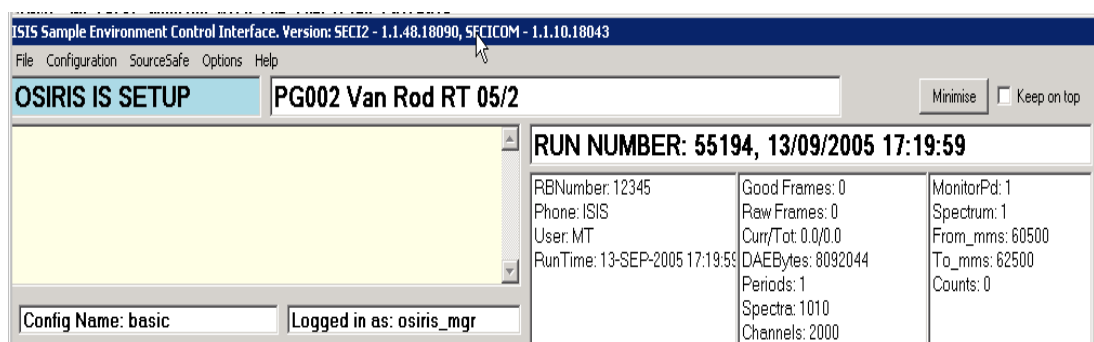 ISIS Sample Environment Control Interface. Version: SECI2 - 1.1.48.18090, SECICOM - 1.1.10.18043
File Configuration SourceSafe Options Help
OSIRIS IS SETUP
PG002 Van Rod RT 05/2
Minimise
Keep on top
RUN NUMBER: 55194, 13/09/2005 17:19:59
RBNumber: 12345
Phone: ISIS
User: MT
RunTime: 13-SEP-2005 17:19:59
Good Frames: 0
Raw Frames: 0
Curr/Tot: 0.0/0.0
DAEBytes: 8092044
Periods: 1
Spectra: 1010
Channels: 2000
MonitorPd: 1
Spectrum: 1
From_mms: 60500
To_mms: 62500
Counts: 0
Config Name: basic
Logged in as: osiris_mgr